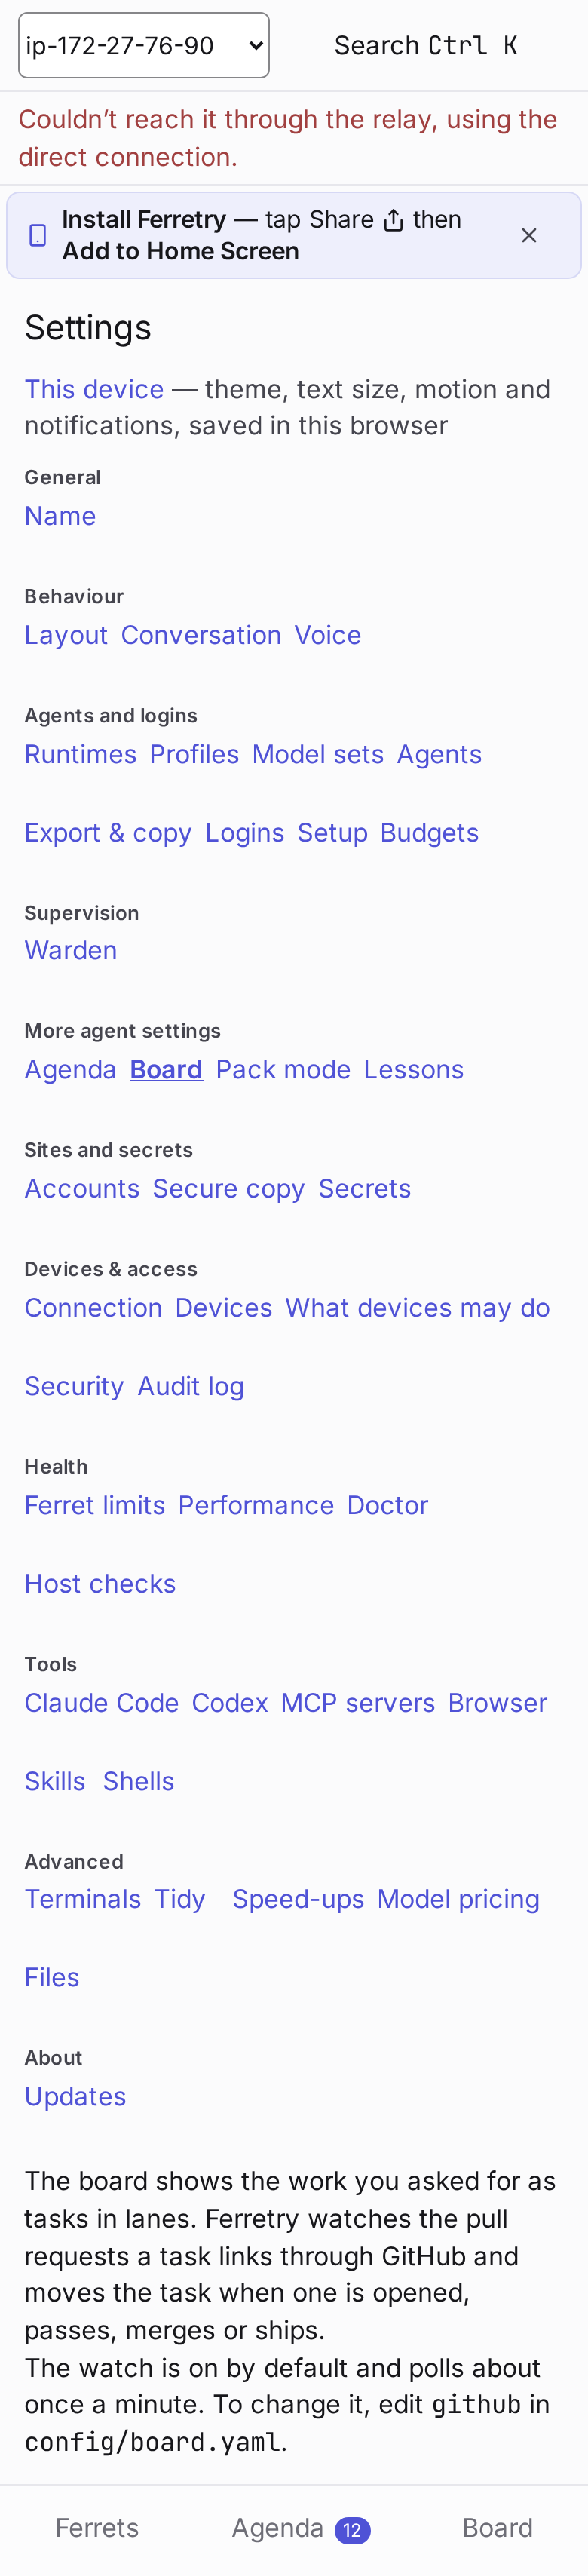 ip-172-27-76-90
Search Ctrl K
Couldn’t reach it through the relay, using the
direct connection.
Install Ferretry — tap Share then
Add to Home Screen
Settings
This device — theme, text size, motion and
notifications, saved in this browser
General
Name
Behaviour
Layout Conversation Voice
Agents and logins
Runtimes Profiles Model sets Agents
Export & copy Logins Setup Budgets
Supervision
Warden
More agent settings
Agenda Board Pack mode Lessons
Sites and secrets
Accounts Secure copy Secrets
Devices & access
Connection Devices What devices may do
Security Audit log
Health
Ferret limits Performance Doctor
Host checks
Tools
Claude Code Codex MCP servers Browser
Skills Shells
Advanced
Terminals Tidy Speed-ups Model pricing
Files
About
Updates
The board shows the work you asked for as
tasks in lanes. Ferretry watches the pull
requests a task links through GitHub and
moves the task when one is opened,
passes, merges or ships.
The watch is on by default and polls about
once a minute. To change it, edit github in
config/board.yaml.
Ferrets Agenda 12 Board